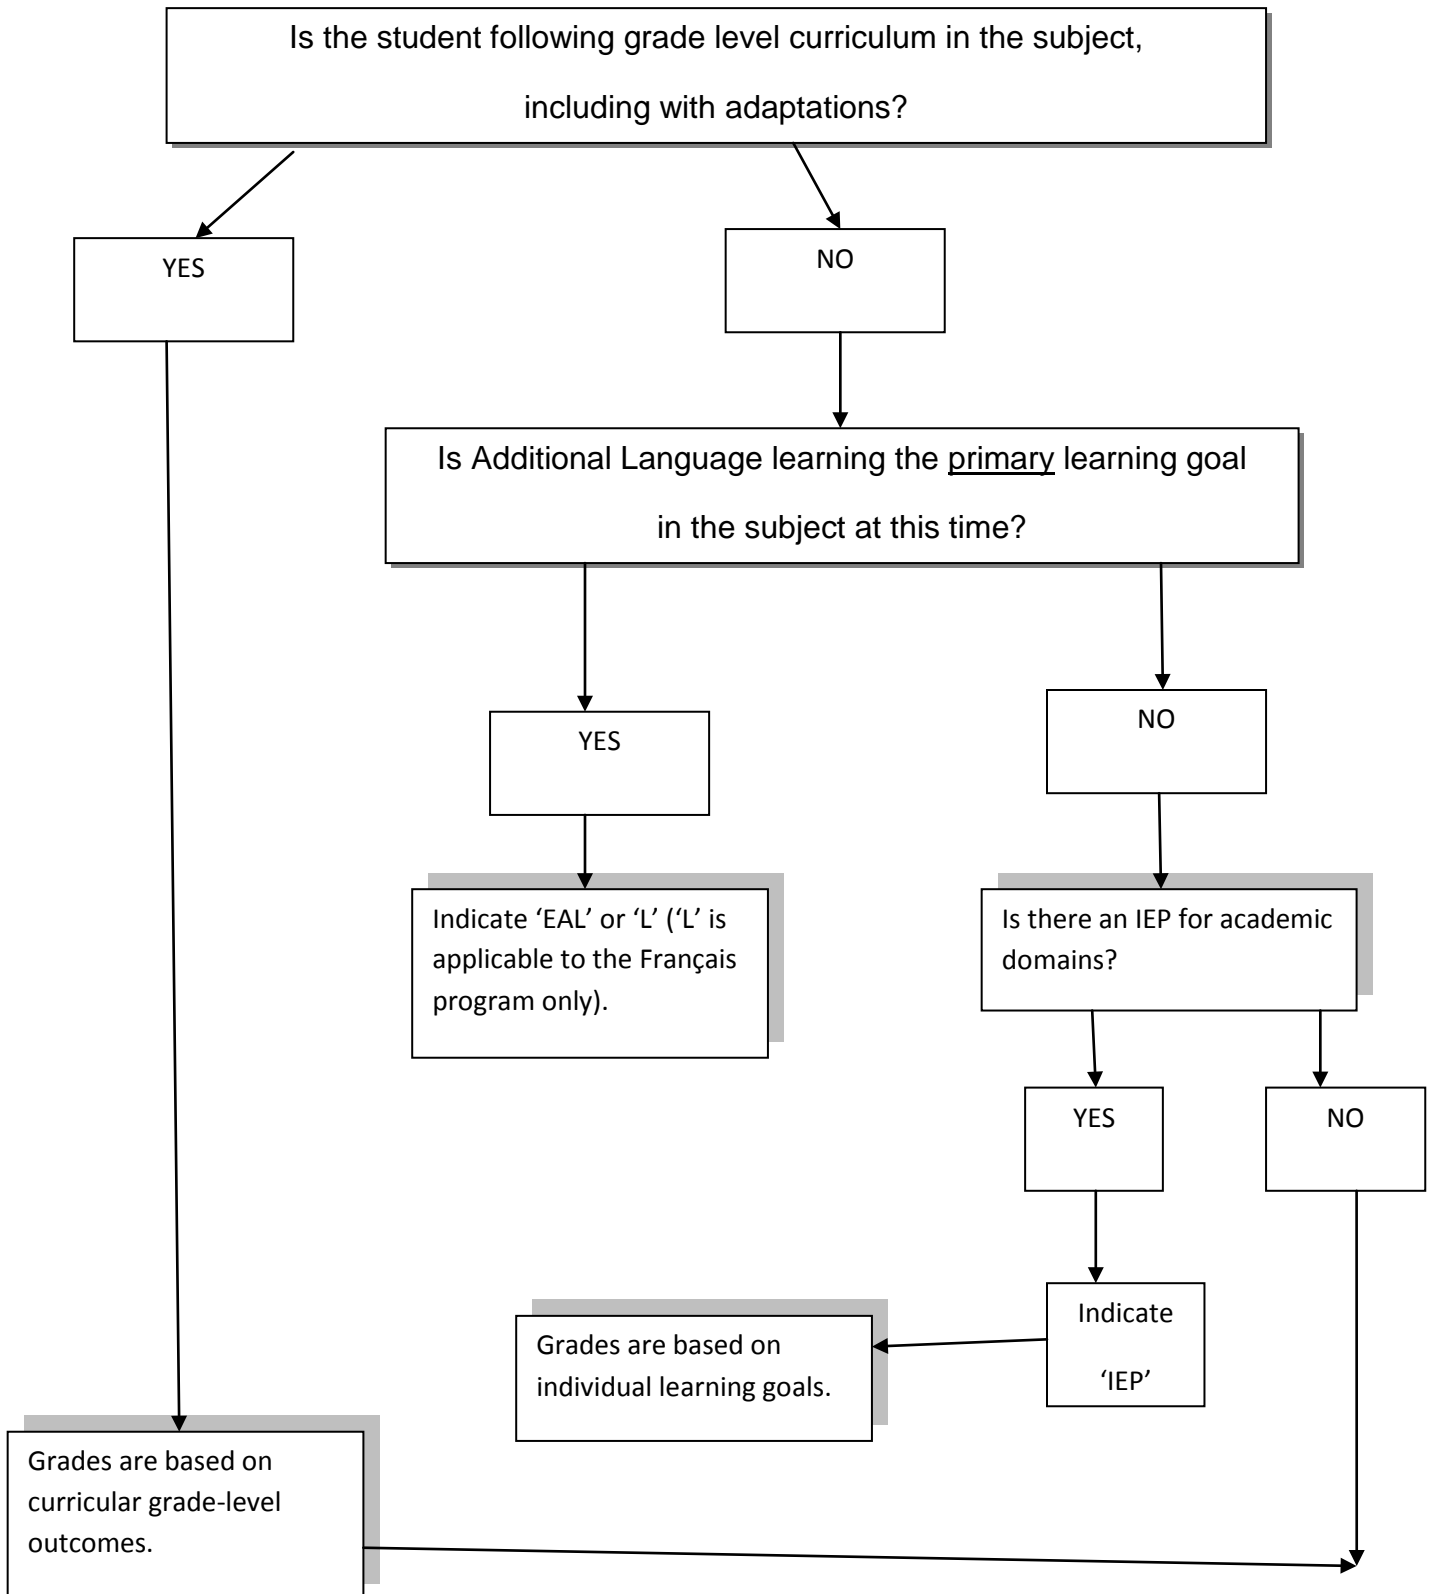 Is the student following grade level curriculum in the subject,
including with adaptations?
YES
NO
Is Additional Language learning the primary learning goal
in the subject at this time?
YES
NO
Indicate ‘EAL’ or ‘L’ (‘L’ is
applicable to the Français
program only).
Is there an IEP for academic
domains?
YES
NO
Indicate
‘IEP’
Grades are based on
individual learning goals.
Grades are based on
curricular grade-level
outcomes.